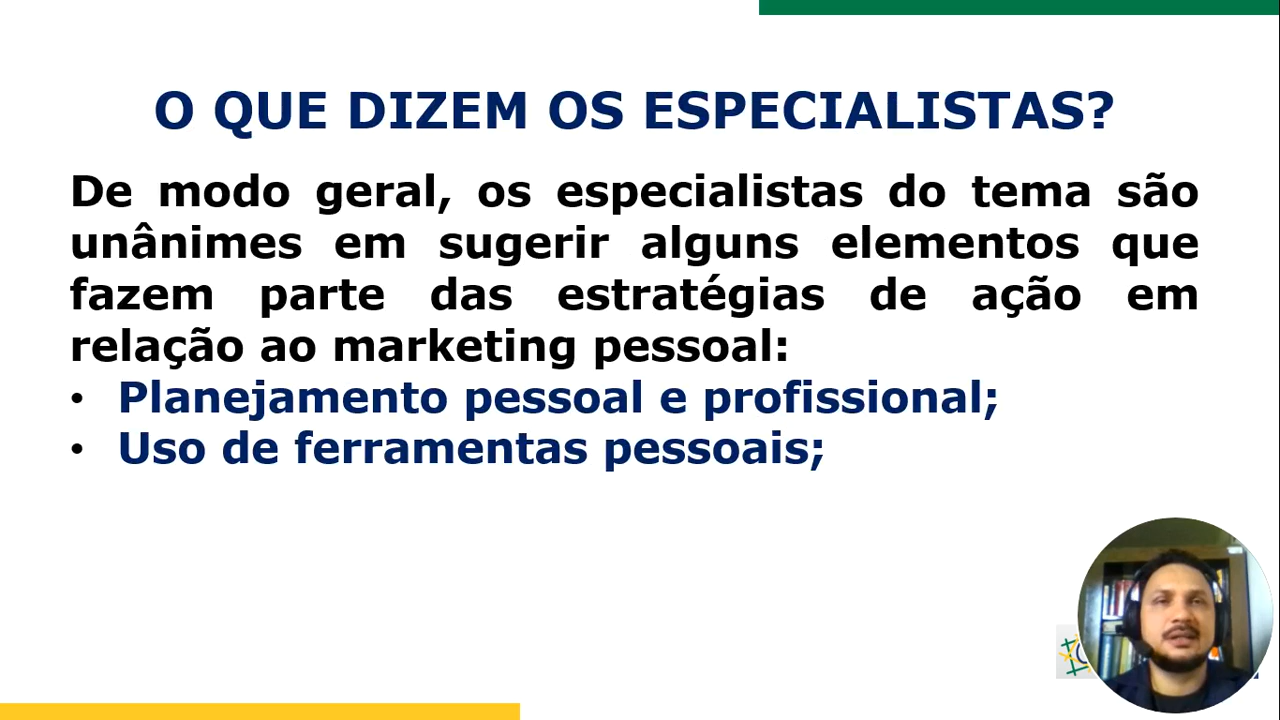 O QUE DIZEM OS ESPECIALISTAS?
De modo geral, os especialistas do tema são
unânimes em sugerir alguns elementos que
fazem parte das estratégias de ação em
relação ao marketing pessoal:
• Planejamento pessoal e profissional;
• Uso de ferramentas pessoais;